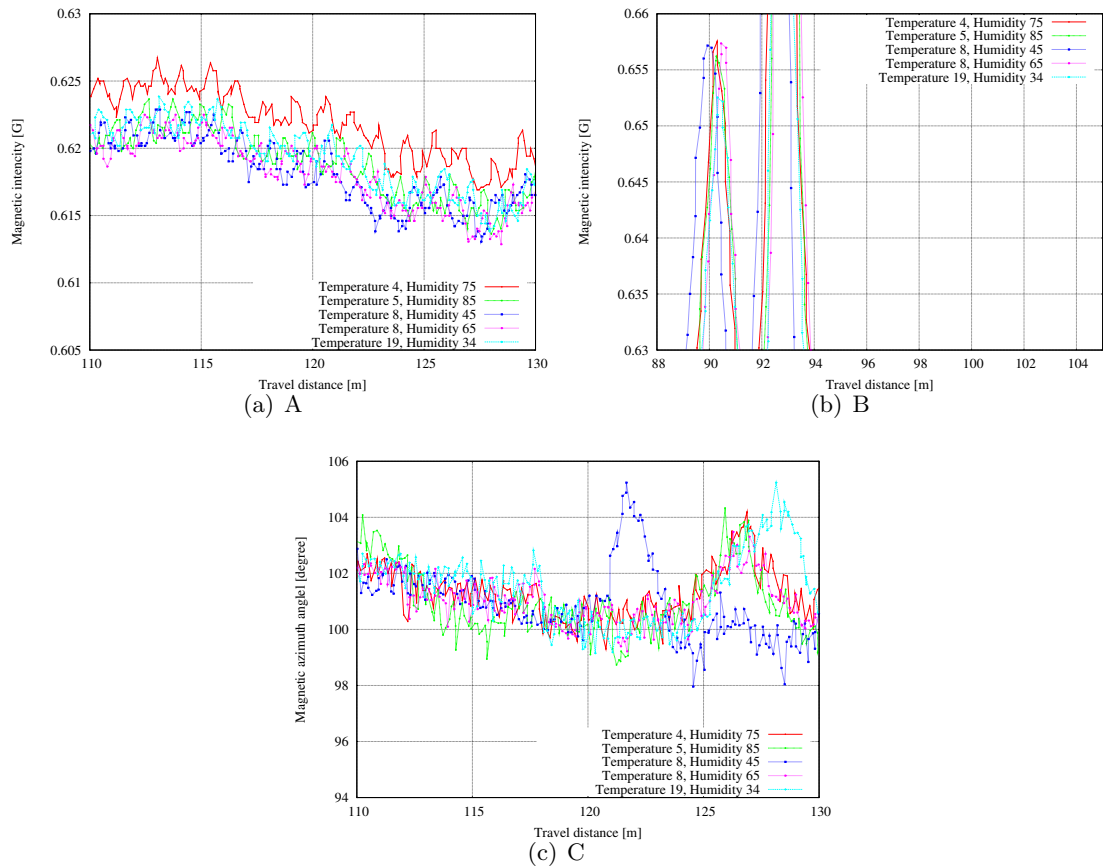 0.63
0.625
0.62
0.615
0.61
0.605
110 115 120 125 130
Magnetic intencity [G]
Travel distance [m]
Temperature 4, Humidity 75
Temperature 5, Humidity 85
Temperature 8, Humidity 45
Temperature 8, Humidity 65
Temperature 19, Humidity 34
(a) A
0.66
0.655
0.65
0.645
0.64
0.635
0.63
88 90 92 94 96 98 100 102 104
Magnetic intencity [G]
Travel distance [m]
Temperature 4, Humidity 75
Temperature 5, Humidity 85
Temperature 8, Humidity 45
Temperature 8, Humidity 65
Temperature 19, Humidity 34
(b) B
106
104
102
100
98
96
94
110 115 120 125 130
Magnetic azimuth anglel [degree]
Travel distance [m]
Temperature 4, Humidity 75
Temperature 5, Humidity 85
Temperature 8, Humidity 45
Temperature 8, Humidity 65
Temperature 19, Humidity 34
(c) C